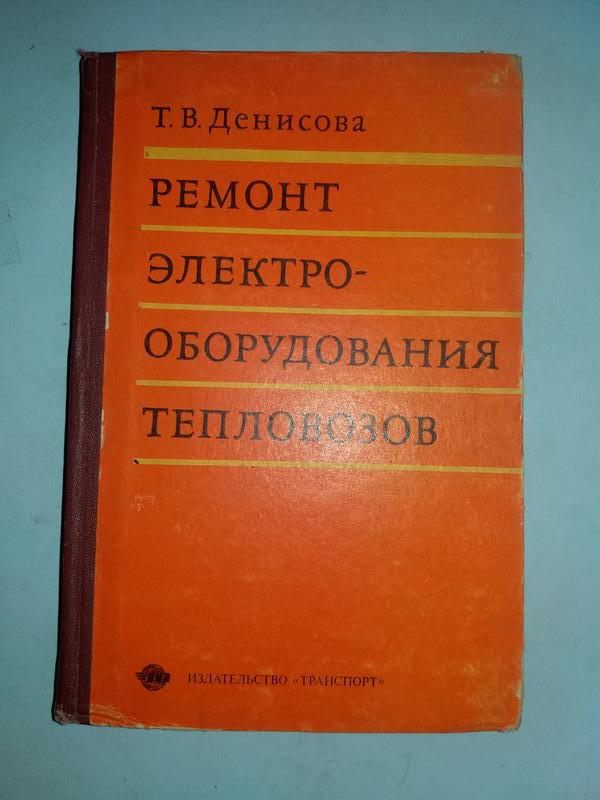 Т. В. Денисова
РЕМОНТ
ЭЛЕКТРО-
ОБОРУДОВАНИЯ
ТЕПЛОВОЗОВ
ИЗДАТЕЛЬСТВО «ТРАНСПОРТ»